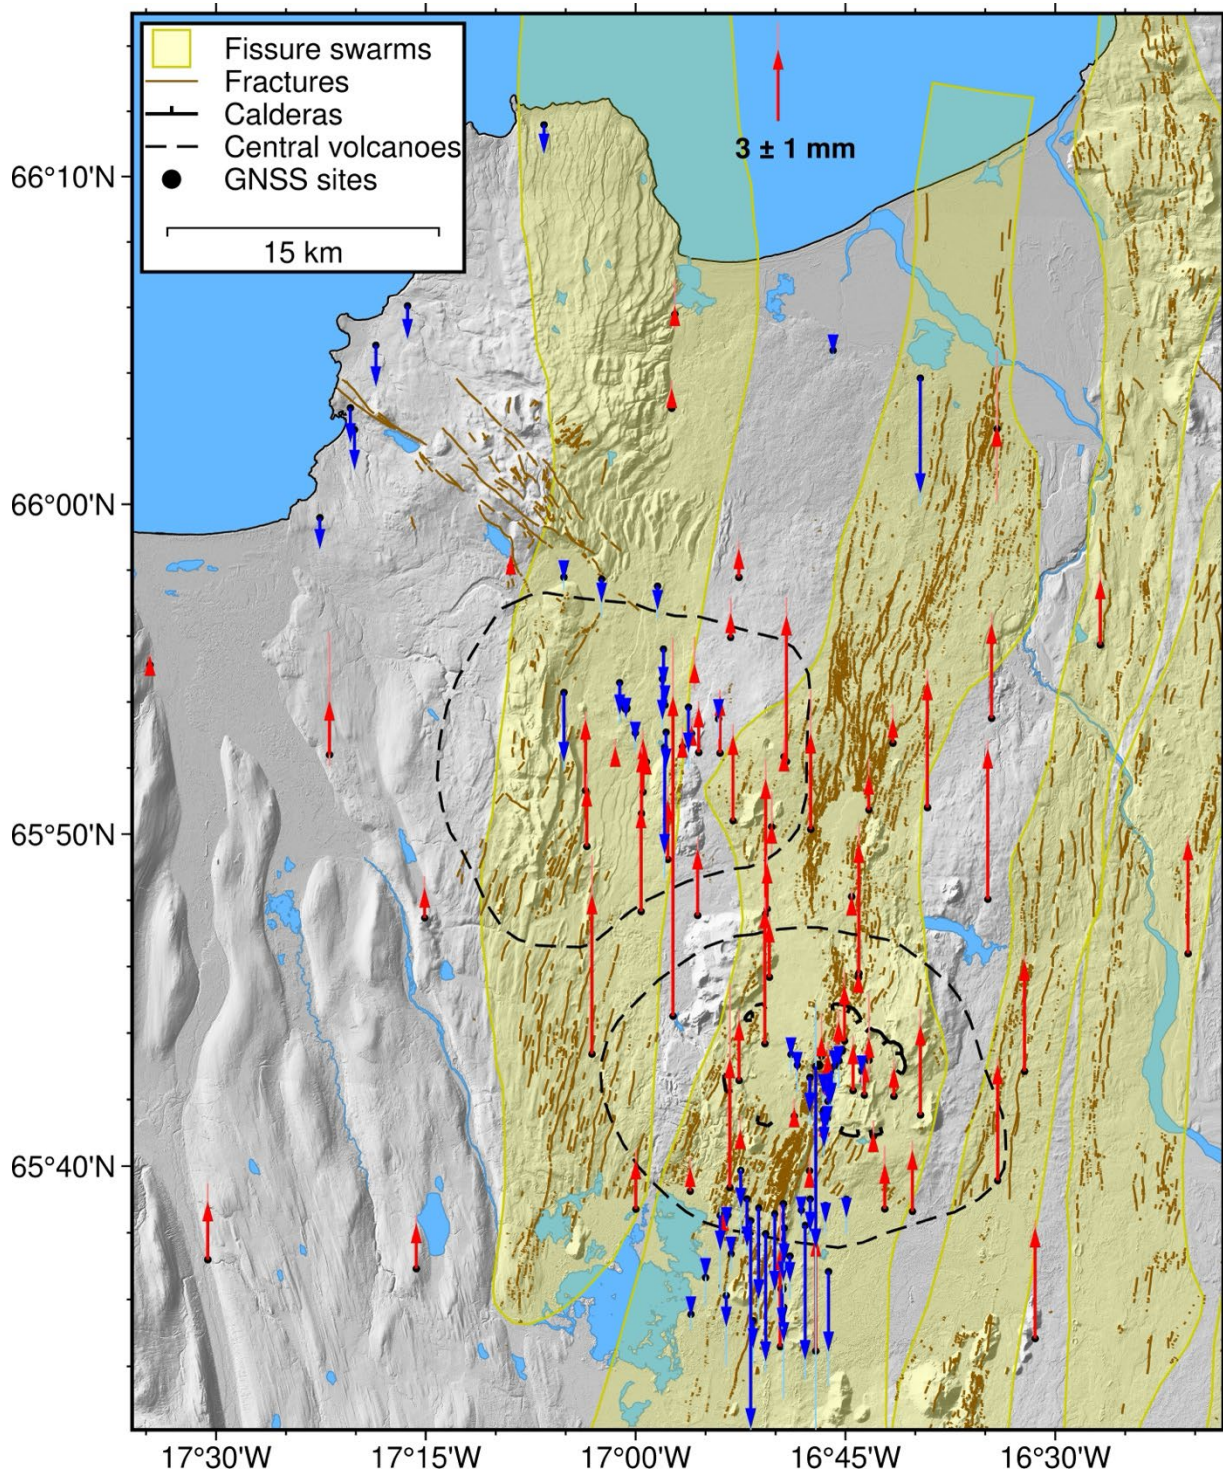 Fissure swarms
Fractures
Calderas
Central volcanoes
GNSS sites
15 km
3 ± 1 mm
66°10'N
66°00'N
65°50'N
65°40'N
17°30'W
17°15'W
17°00'W
16°45'W
16°30'W